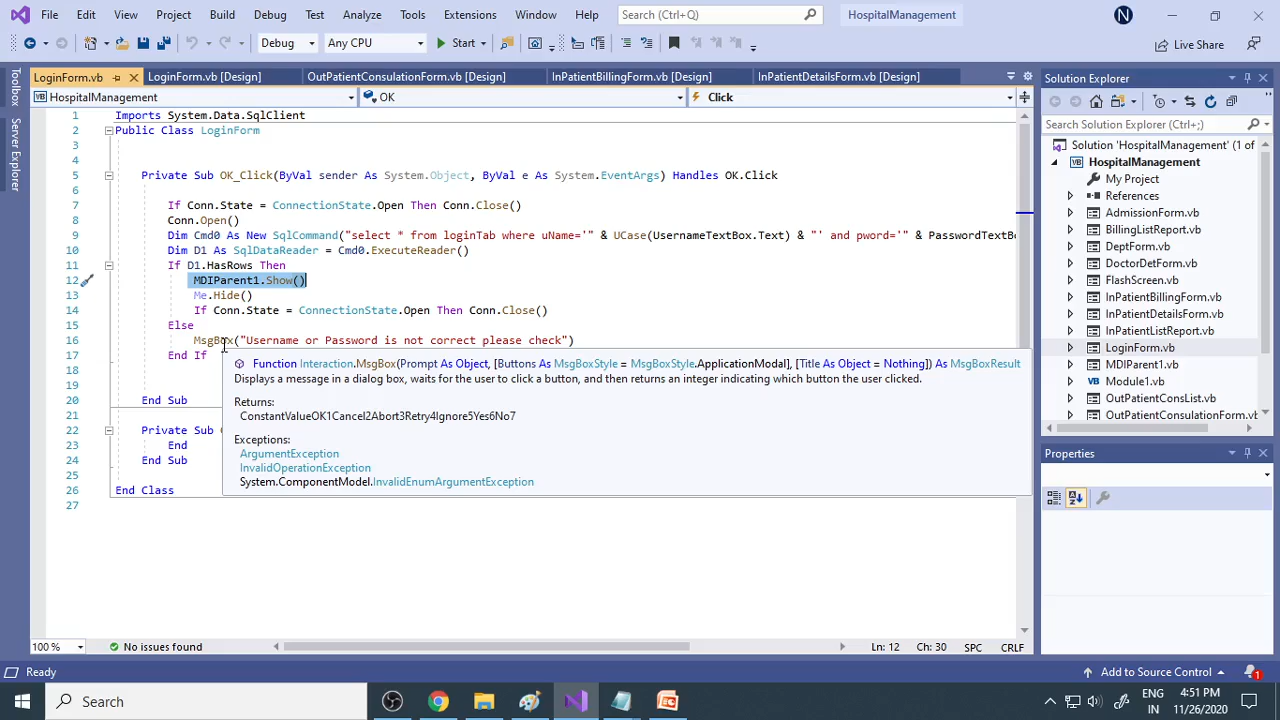 File Edit View Project Build Debug Test Analyze Tools Extensions Window Help Search (Ctrl+;) HospitalManagement N
Debug Any CPU Start Live Share
LoginForm.vb LoginForm.vb [Design] OutPatientConsulationForm.vb [Design] InPatientBillingForm.vb [Design] InPatientDetailsForm.vb [Design]
HospitalManagement OK Click
Toolbox
Server Explorer
1 Imports System.Data.SqlClient
2 Public Class LoginForm
3
4
5 Private Sub OK_Click(ByVal sender As System.Object, ByVal e As System.EventArgs) Handles OK.Click
6
7 If Conn.State = ConnectionState.Open Then Conn.Close()
8 Conn.Open()
9 Dim Cmd0 As New SqlCommand("select * from loginTab where uName='" & UCase(UsernameTextBox.Text) & "' and pword='" & PasswordTextBo
10 Dim D1 As SqlDataReader = Cmd0.ExecuteReader()
11 If D1.HasRows Then
12 MDIParent1.Show()
13 Me.Hide()
14 If Conn.State = ConnectionState.Open Then Conn.Close()
15 Else
16 MsgBox("Username or Password is not correct please check")
17 End If
Function Interaction.MsgBox(Prompt As Object, [Buttons As MsgBoxStyle = MsgBoxStyle.ApplicationModal], [Title As Object = Nothing]) As MsgBoxResult
18
Displays a message in a dialog box, waits for the user to click a button, and then returns an integer indicating which button the user clicked.
19
20 End Sub
Returns:
ConstantValueOK1Cancel2Abort3Retry4Ignore5Yes6No7
21
22 Private Sub C
Exceptions:
23 End
ArgumentException
24 End Sub
InvalidOperationException
25
System.ComponentModel.InvalidEnumArgumentException
26 End Class
27
100 % No issues found Ln: 12 Ch: 30 SPC CRLF
Solution Explorer
Search Solution Explorer (Ctrl+;)
Solution 'HospitalManagement' (1 of
HospitalManagement
My Project
References
AdmissionForm.vb
BillingListReport.vb
DeptForm.vb
DoctorDetForm.vb
FlashScreen.vb
InPatientBillingForm.vb
InPatientDetailsForm.vb
InPatientListReport.vb
LoginForm.vb
MDIParent1.vb
Module1.vb
OutPatientConsList.vb
OutPatientConsulationForm.vb
Properties
Ready Add to Source Control 1
Search ENG IN 4:51 PM 11/26/2020